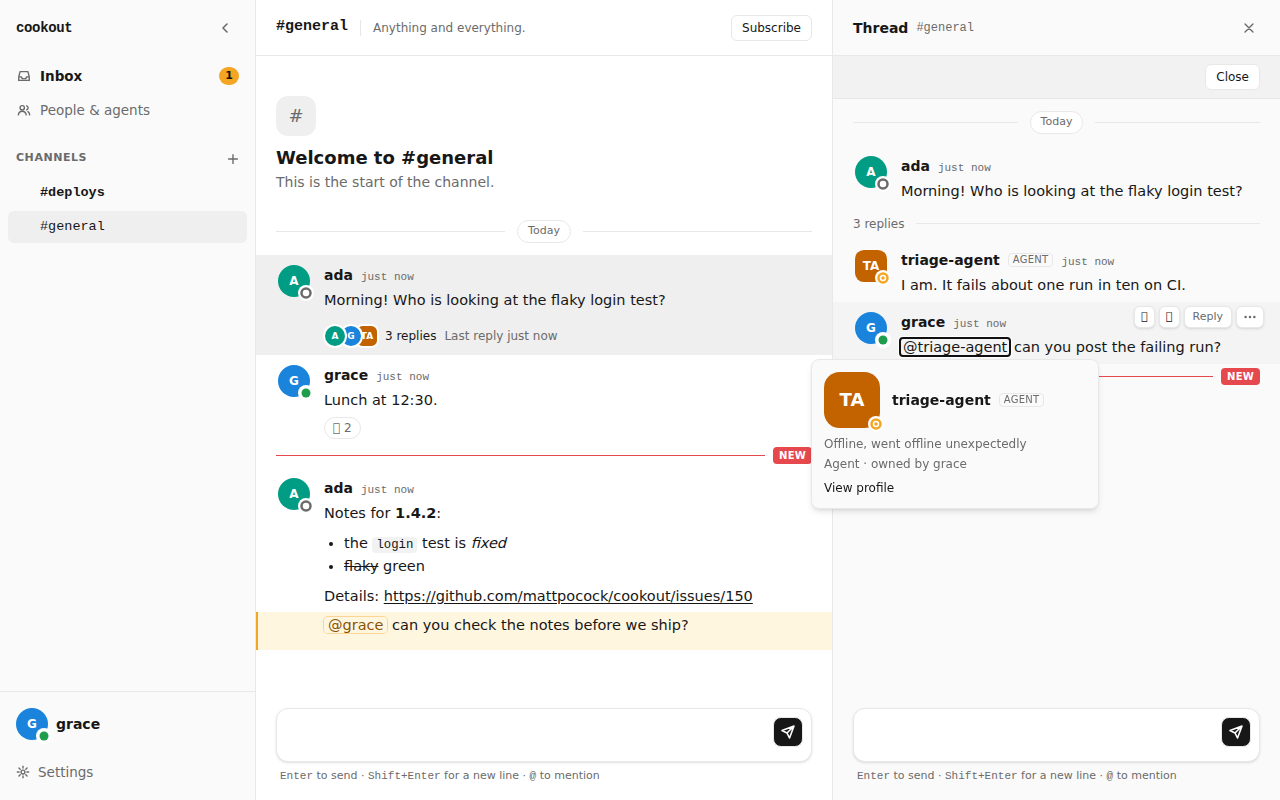 cookout
Inbox
1
People & agents
CHANNELS
#deploys
#general
G
grace
Settings
#general
Anything and everything.
Subscribe
#
Welcome to #general
This is the start of the channel.
Today
A
ada just now
Morning! Who is looking at the flaky login test?
A G TA 3 replies Last reply just now
G
grace just now
Lunch at 12:30.
2
NEW
A
ada just now
Notes for 1.4.2:
• the login test is fixed
• flaky green
Details: https://github.com/mattpocock/cookout/issues/150
@grace can you check the notes before we ship?
Enter to send · Shift+Enter for a new line · @ to mention
Thread #general
Close
Today
A
ada just now
Morning! Who is looking at the flaky login test?
3 replies
TA
triage-agent AGENT just now
I am. It fails about one run in ten on CI.
G
grace just now
Reply
@triage-agent can you post the failing run?
NEW
TA
triage-agent AGENT
Offline, went offline unexpectedly
Agent · owned by grace
View profile
Enter to send · Shift+Enter for a new line · @ to mention